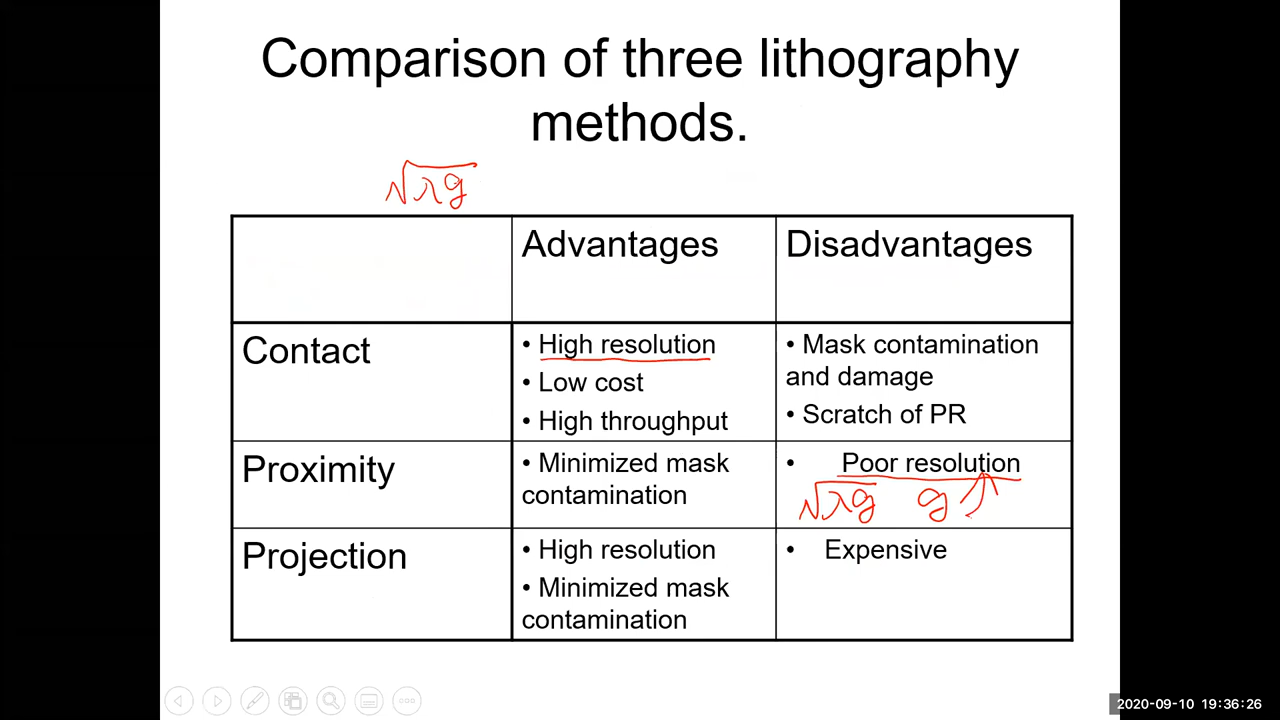 Comparison of three lithography
methods.
√λg
Advantages
Disadvantages
Contact
• High resolution
• Low cost
• High throughput
• Mask contamination
and damage
• Scratch of PR
Proximity
• Minimized mask
contamination
• Poor resolution
√λg g ↑
Projection
• High resolution
• Minimized mask
contamination
• Expensive
2020-09-10 19:36:26